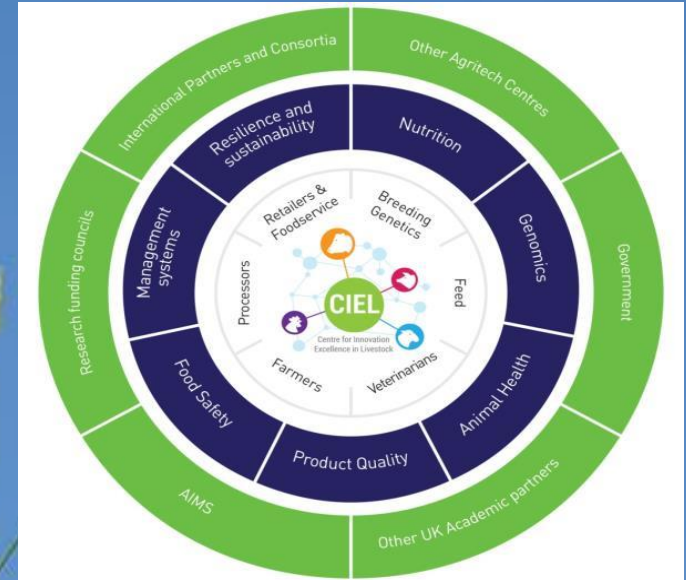 International Partners and Consortia
Other Agritech Centres
Government
Other UK Academic partners
AIMS
Research funding councils
Resilience and
sustainability
Nutrition
Genomics
Animal Health
Product Quality
Food Safety
Management
systems
Retailers &
Foodservice
Breeding
Genetics
Feed
Veterinarians
Farmers
Processors
CIEL
Centre for Innovation
Excellence in Livestock